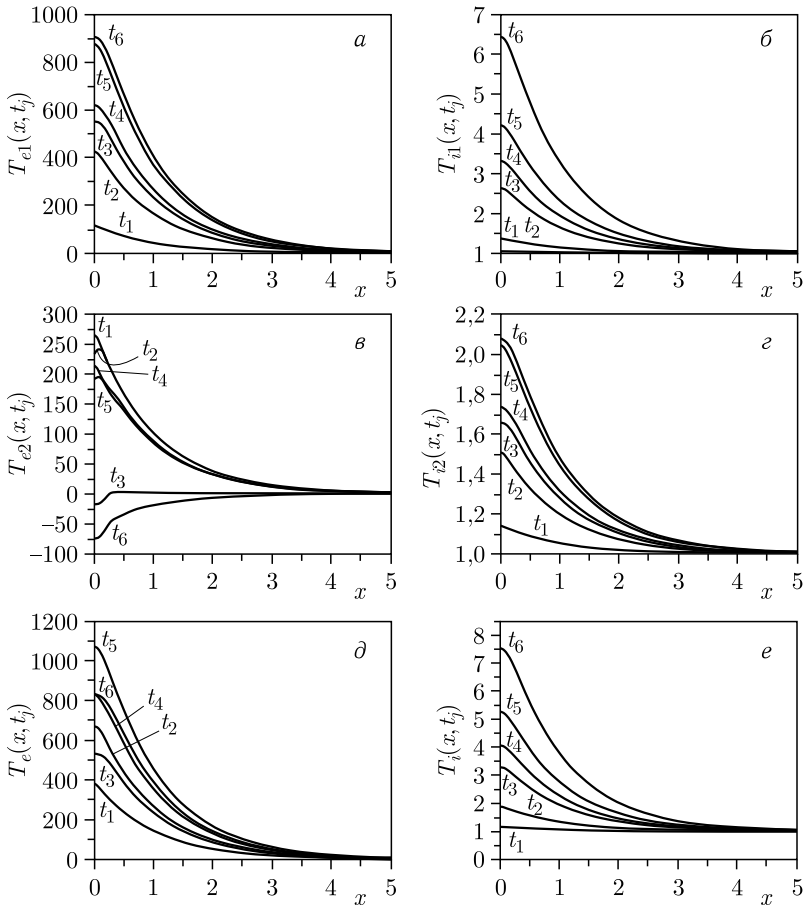 1000
800
600
400
200
0
0 1 2 3 4 5
x
T_{e1}(x, t_j)
а
t_6
t_5
t_4
t_3
t_2
t_1
7
6
5
4
3
2
1
0 1 2 3 4 5
x
T_{i1}(x, t_j)
б
t_6
t_5
t_4
t_3
t_1 t_2
300
250
200
150
100
50
0
−50
−100
0 1 2 3 4 5
x
T_{e2}(x, t_j)
в
t_1
t_2
t_4
t_5
t_3
t_6
2,2
2,0
1,8
1,6
1,4
1,2
1,0
0 1 2 3 4 5
x
T_{i2}(x, t_j)
г
t_6
t_5
t_4
t_3
t_2
t_1
1200
1000
800
600
400
200
0
0 1 2 3 4 5
x
T_e(x, t_j)
д
t_5
t_6
t_4
t_2
t_3
t_1
8
7
6
5
4
3
2
1
0
0 1 2 3 4 5
x
T_i(x, t_j)
е
t_6
t_5
t_4
t_3
t_2
t_1